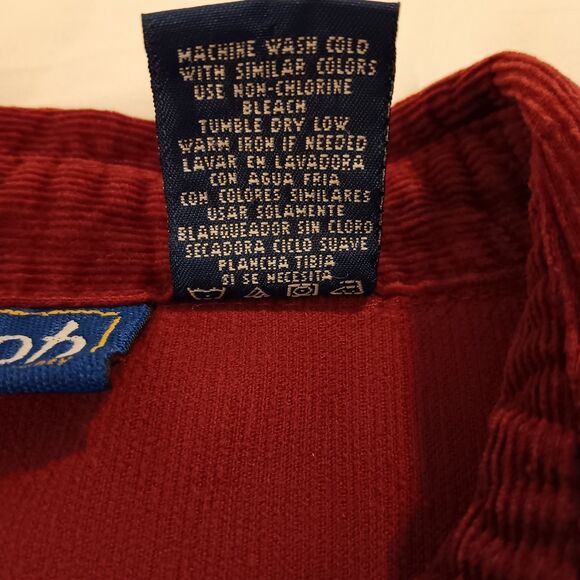 MACHINE WASH COLD
WITH SIMILAR COLORS
USE NON-CHLORINE
BLEACH
TUMBLE DRY LOW
WARM IRON IF NEEDED
LAVAR EN LAVADORA
CON AGUA FRIA
CON COLORES SIMILARES
USAR SOLAMENTE
BLANQUEADOR SIN CLORO
SECADORA CICLO SUAVE
PLANCHA TIBIA
SI SE NECESITA